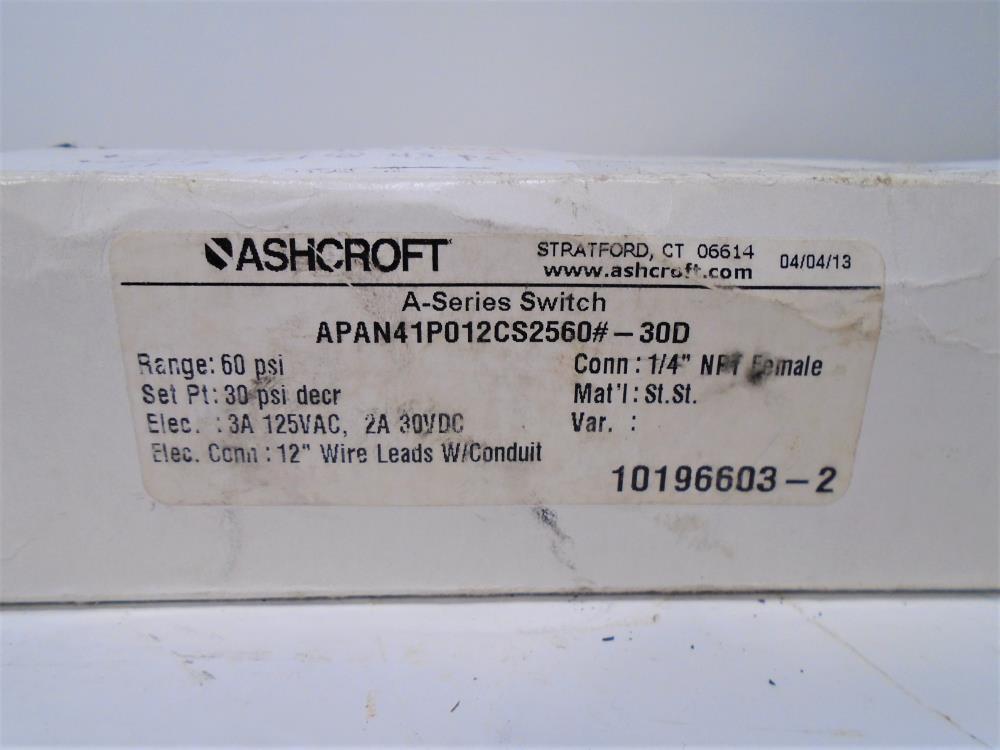 ASHCROFT
STRATFORD, CT 06614
www.ashcroft.com
04/04/13
A-Series Switch
APAN41P012CS2560#-30D
Range: 60 psi
Set Pt: 30 psi decr
Elec. : 3A 125VAC, 2A 30VDC
Elec. Conn : 12" Wire Leads W/Conduit
Conn : 1/4" NPT Female
Mat'l : St.St.
Var. :
10196603-2